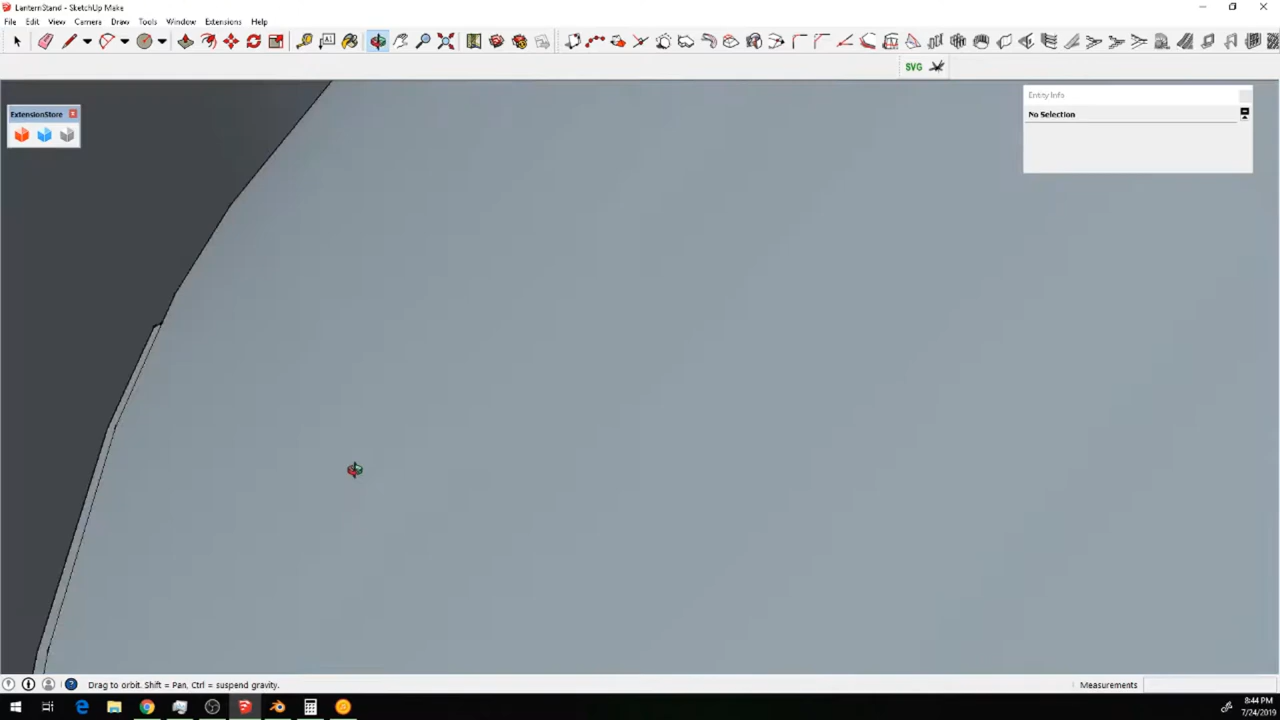 LanternStand - SketchUp Make
File Edit View Camera Draw Tools Window Extensions Help
SVG
ExtensionStore
Entity Info
No Selection
Drag to orbit. Shift = Pan, Ctrl = suspend gravity.
Measurements
8:44 PM
7/24/2019